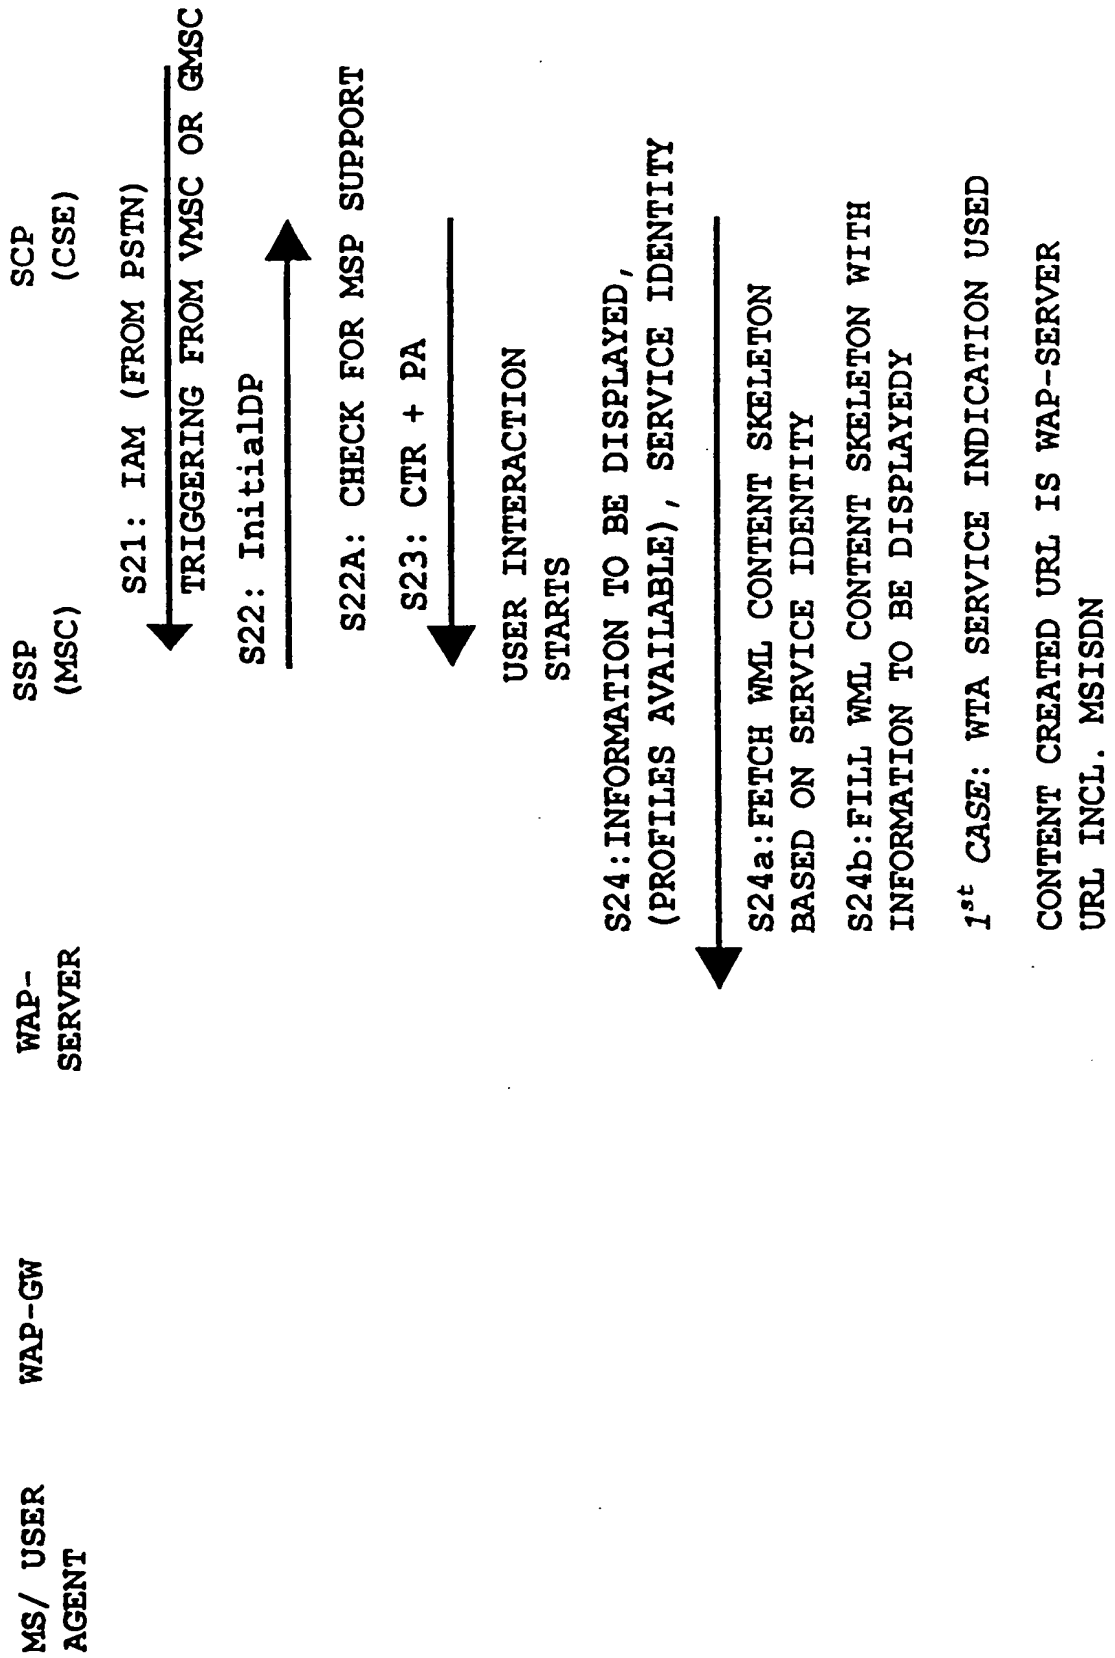 MS/ USER
AGENT
WAP-GW
WAP-
SERVER
SSP
(MSC)
SCP
(CSE)
S21: IAM (FROM PSTN)
TRIGGERING FROM VMSC OR GMSC
S22: InitialDP
S22A: CHECK FOR MSP SUPPORT
S23: CTR + PA
USER INTERACTION
STARTS
S24:INFORMATION TO BE DISPLAYED,
(PROFILES AVAILABLE), SERVICE IDENTITY
S24a:FETCH WML CONTENT SKELETON
BASED ON SERVICE IDENTITY
S24b:FILL WML CONTENT SKELETON WITH
INFORMATION TO BE DISPLAYEDY
1st CASE: WTA SERVICE INDICATION USED
CONTENT CREATED URL IS WAP-SERVER
URL INCL. MSISDN